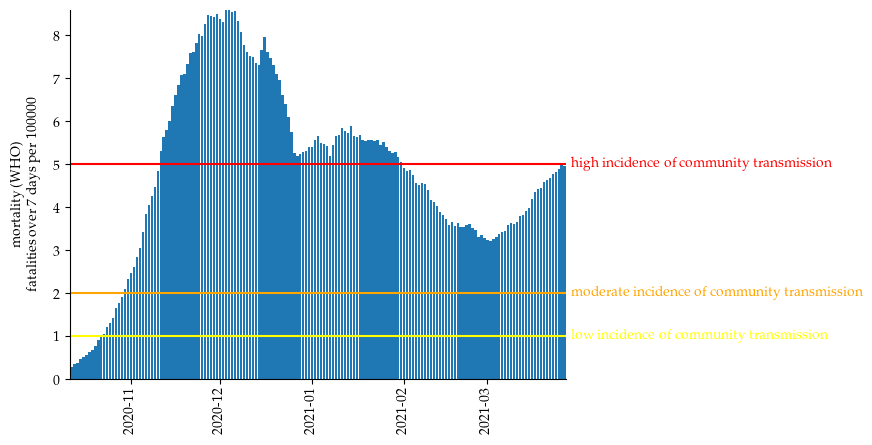 8
7
6
5
4
3
2
1
0
mortality (WHO)
fatalities over 7 days per 100000
high incidence of community transmission
moderate incidence of community transmission
low incidence of community transmission
2020-11
2020-12
2021-01
2021-02
2021-03